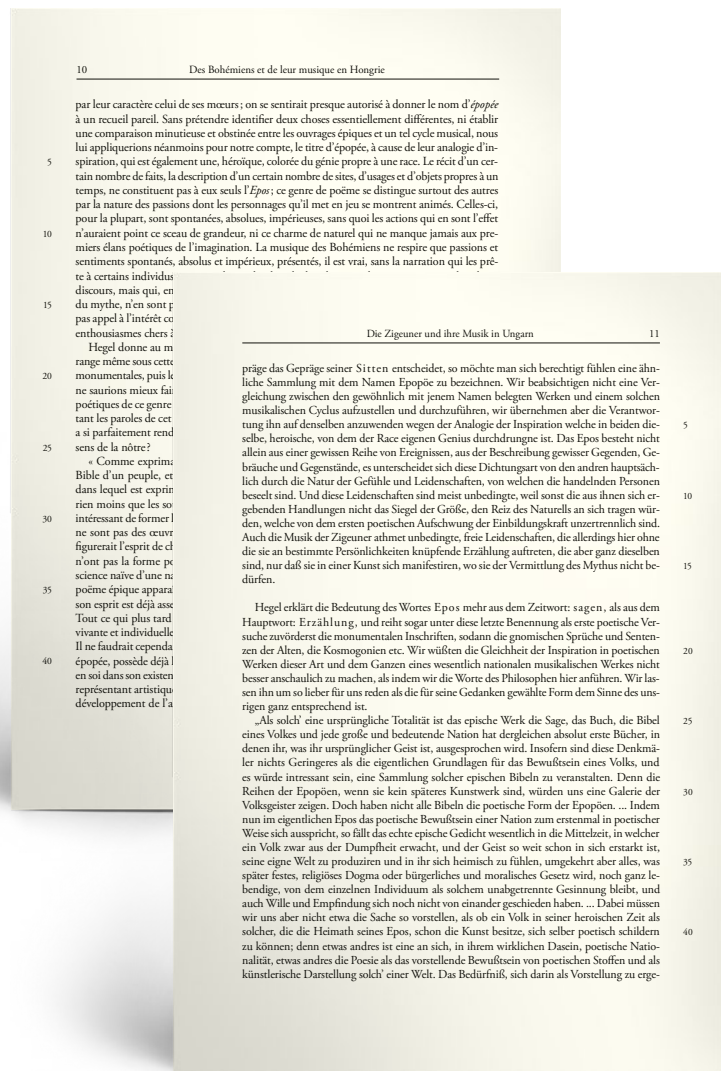 10 Des Bohémiens et de leur musique en Hongrie
par leur caractère celui de ses mœurs ; on se sentirait presque autorisé à donner le nom d'épopée
à un recueil pareil. Sans prétendre identifier deux choses essentiellement différentes, ni établir
une comparaison minutieuse et obstinée entre les ouvrages épiques et un tel cycle musical, nous
lui appliquerions néanmoins pour notre compte, le titre d'épopée, à cause de leur analogie d'in-
5 spiration, qui est également une, héroïque, colorée du génie propre à une race. Le récit d'un cer-
tain nombre de faits, la description d'un certain nombre de sites, d'usages et d'objets propres à un
temps, ne constituent pas à eux seuls l'Epos ; ce genre de poëme se distingue surtout des autres
par la nature des passions dont les personnages qu'il met en jeu se montrent animés. Celles-ci,
pour la plupart, sont spontanées, absolues, impérieuses, sans quoi les actions qui en sont l'effet
10 n'auraient point ce sceau de grandeur, ni ce charme de naturel qui ne manque jamais aux pre-
miers élans poétiques de l'imagination. La musique des Bohémiens ne respire que passions et
sentiments spontanés, absolus et impérieux, présentés, il est vrai, sans la narration qui les prê-
te à certains individus
discours, mais qui, en
15 du mythe, n'en sont p
pas appel à l'intérêt co
enthousiasmes chers à
Hegel donne au m
range même sous cette
20 monumentales, puis le
ne saurions mieux fai
poétiques de ce genre
tant les paroles de cet
a si parfaitement rend
25 sens de la nôtre ?
« Comme exprima
Bible d'un peuple, et
dans lequel est exprin
rien moins que les sou
30 intéressant de former l
ne sont pas des œuvr
figurerait l'esprit de ch
n'ont pas la forme po
science naïve d'une na
35 poëme épique apparaî
son esprit est déjà asse
Tout ce qui plus tard
vivante et individuelle
Il ne faudrait cependa
40 épopée, possède déjà l
en soi dans son existen
représentant artistique
développement de l'a
Die Zigeuner und ihre Musik in Ungarn 11
präge das Gepräge seiner Sitten entscheidet, so möchte man sich berechtigt fühlen eine ähn-
liche Sammlung mit dem Namen Epopöe zu bezeichnen. Wir beabsichtigen nicht eine Ver-
gleichung zwischen den gewöhnlich mit jenem Namen belegten Werken und einem solchen
musikalischen Cyclus aufzustellen und durchzuführen, wir übernehmen aber die Verantwor-
tung ihn auf denselben anzuwenden wegen der Analogie der Inspiration welche in beiden die- 5
selbe, heroische, von dem der Race eigenen Genius durchdrungne ist. Das Epos besteht nicht
allein aus einer gewissen Reihe von Ereignissen, aus der Beschreibung gewisser Gegenden, Ge-
bräuche und Gegenstände, es unterscheidet sich diese Dichtungsart von den andren hauptsäch-
lich durch die Natur der Gefühle und Leidenschaften, von welchen die handelnden Personen
beseelt sind. Und diese Leidenschaften sind meist unbedingte, weil sonst die aus ihnen sich er- 10
gebenden Handlungen nicht das Siegel der Größe, den Reiz des Naturells an sich tragen wür-
den, welche von dem ersten poetischen Aufschwung der Einbildungskraft unzertrennlich sind.
Auch die Musik der Zigeuner athmet unbedingte, freie Leidenschaften, die allerdings hier ohne
die sie an bestimmte Persönlichkeiten knüpfende Erzählung auftreten, die aber ganz dieselben
sind, nur daß sie in einer Kunst sich manifestiren, wo sie der Vermittlung des Mythus nicht be- 15
dürfen.
Hegel erklärt die Bedeutung des Wortes Epos mehr aus dem Zeitwort: sagen, als aus dem
Hauptwort: Erzählung, und reiht sogar unter diese letzte Benennung als erste poetische Ver-
suche zuvörderst die monumentalen Inschriften, sodann die gnomischen Sprüche und Senten-
zen der Alten, die Kosmogonien etc. Wir wüßten die Gleichheit der Inspiration in poetischen 20
Werken dieser Art und dem Ganzen eines wesentlich nationalen musikalischen Werkes nicht
besser anschaulich zu machen, als indem wir die Worte des Philosophen hier anführen. Wir las-
sen ihn um so lieber für uns reden als die für seine Gedanken gewählte Form dem Sinne des uns-
rigen ganz entsprechend ist.
„Als solch' eine ursprüngliche Totalität ist das epische Werk die Sage, das Buch, die Bibel 25
eines Volkes und jede große und bedeutende Nation hat dergleichen absolut erste Bücher, in
denen ihr, was ihr ursprünglicher Geist ist, ausgesprochen wird. Insofern sind diese Denkmä-
ler nichts Geringeres als die eigentlichen Grundlagen für das Bewußtsein eines Volks, und
es würde intressant sein, eine Sammlung solcher epischen Bibeln zu veranstalten. Denn die
Reihen der Epopöen, wenn sie kein späteres Kunstwerk sind, würden uns eine Galerie der 30
Volksgeister zeigen. Doch haben nicht alle Bibeln die poetische Form der Epopöen. ... Indem
nun im eigentlichen Epos das poetische Bewußtsein einer Nation zum erstenmal in poetischer
Weise sich ausspricht, so fällt das echte epische Gedicht wesentlich in die Mittelzeit, in welcher
ein Volk zwar aus der Dumpfheit erwacht, und der Geist so weit schon in sich erstarkt ist,
seine eigne Welt zu produziren und in ihr sich heimisch zu fühlen, umgekehrt aber alles, was 35
später festes, religiöses Dogma oder bürgerliches und moralisches Gesetz wird, noch ganz le-
bendige, von dem einzelnen Individuum als solchem unabgetrennte Gesinnung bleibt, und
auch Wille und Empfindung sich noch nicht von einander geschieden haben. ... Dabei müssen
wir uns aber nicht etwa die Sache so vorstellen, als ob ein Volk in seiner heroischen Zeit als
solcher, die die Heimath seines Epos, schon die Kunst besitze, sich selber poetisch schildern 40
zu können; denn etwas andres ist eine an sich, in ihrem wirklichen Dasein, poetische Natio-
nalität, etwas andres die Poesie als das vorstellende Bewußtsein von poetischen Stoffen und als
künstlerische Darstellung solch' einer Welt. Das Bedürfniß, sich darin als Vorstellung zu erge-